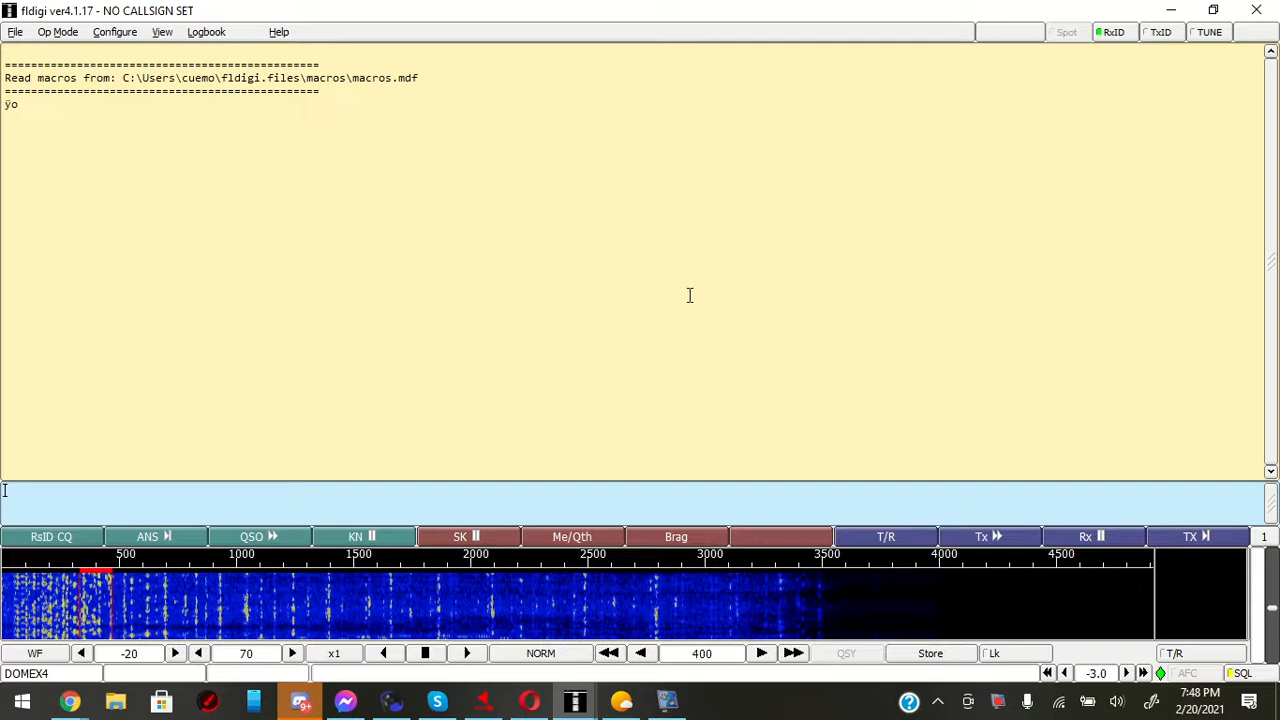 fldigi ver4.1.17 - NO CALLSIGN SET
File Op Mode Configure View Logbook Help Spot RxID TxID TUNE
===============================================
Read macros from: C:\Users\cuemo\fldigi.files\macros\macros.mdf
===============================================
ÿo
RsID CQ ANS QSO KN SK Me/Qth Brag T/R Tx Rx TX 1
500 1000 1500 2000 2500 3000 3500 4000 4500
WF -20 70 x1 NORM 400 QSY Store Lk T/R
DOMEX4 -3.0 AFC SQL
7:48 PM
2/20/2021